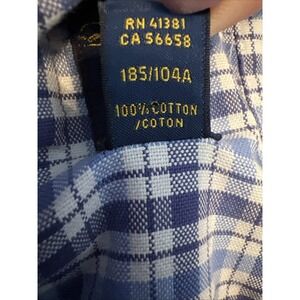 RN 41381
CA 56658
185/104A
100% COTTON
/COTON